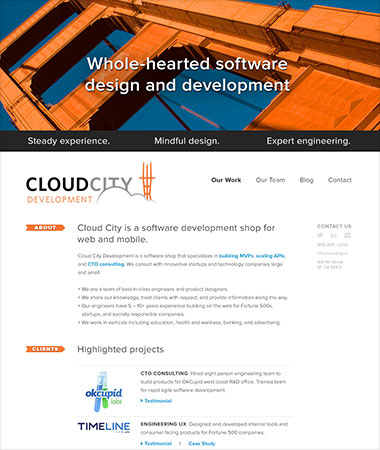 Whole-hearted software
design and development
Steady experience.
Mindful design.
Expert engineering.
CLOUDCITY
DEVELOPMENT
Our Work
Our Team
Blog
Contact
ABOUT
Cloud City is a software development shop for
web and mobile.
Cloud City Development is a software shop that specializes in building MVPs, scaling APIs,
and CTO consulting. We consult with innovative startups and technology companies large
and small.
• We are a team of best-in-class engineers and product designers.
• We share our knowledge, treat clients with respect, and provide information along the way.
• Our engineers have 5 – 10+ years experience building on the web for Fortune 500s,
startups, and socially responsible companies.
• We work in verticals including education, health and wellness, banking, and advertising.
CONTACT US
CLIENTS
Highlighted projects
okcupid
labs
CTO CONSULTING Hired eight person engineering team to
build products for OkCupid west coast R&D office. Trained team
for rapid agile software development.
Testimonial
TIMELINE
ENGINEERING UX Designed and developed internal tools and
consumer facing products for Fortune 500 companies.
Testimonial | Case Study